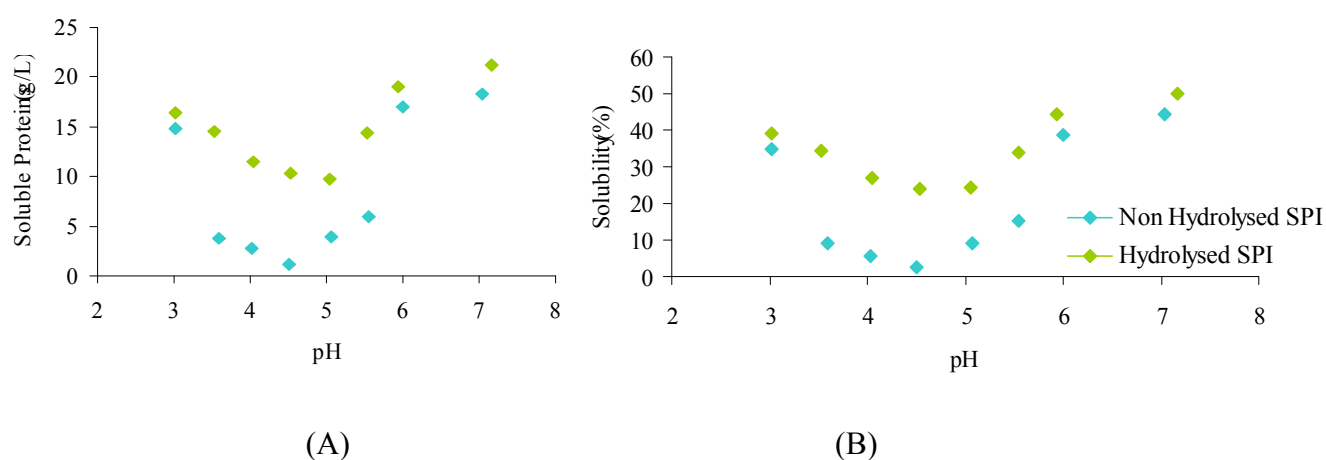 Soluble Protein (g/L)
25
20
15
10
5
0
2 3 4 5 6 7 8
pH
(A)
Solubility (%)
60
50
40
30
20
10
0
2 3 4 5 6 7 8
pH
Non Hydrolysed SPI
Hydrolysed SPI
(B)